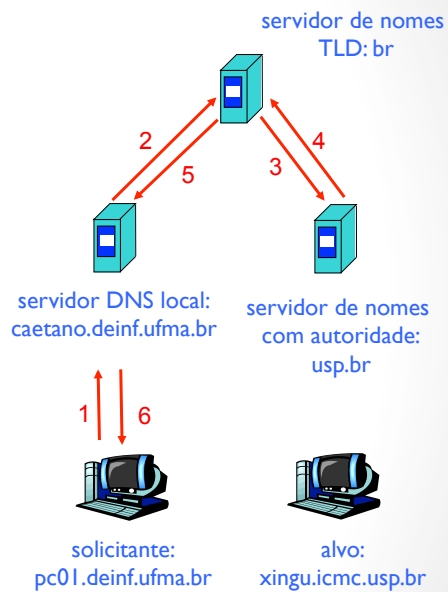 servidor de nomes
TLD: br
2
5
3
4
servidor DNS local:
caetano.deinf.ufma.br
servidor de nomes
com autoridade:
usp.br
1
6
solicitante:
pc01.deinf.ufma.br
alvo:
xingu.icmc.usp.br